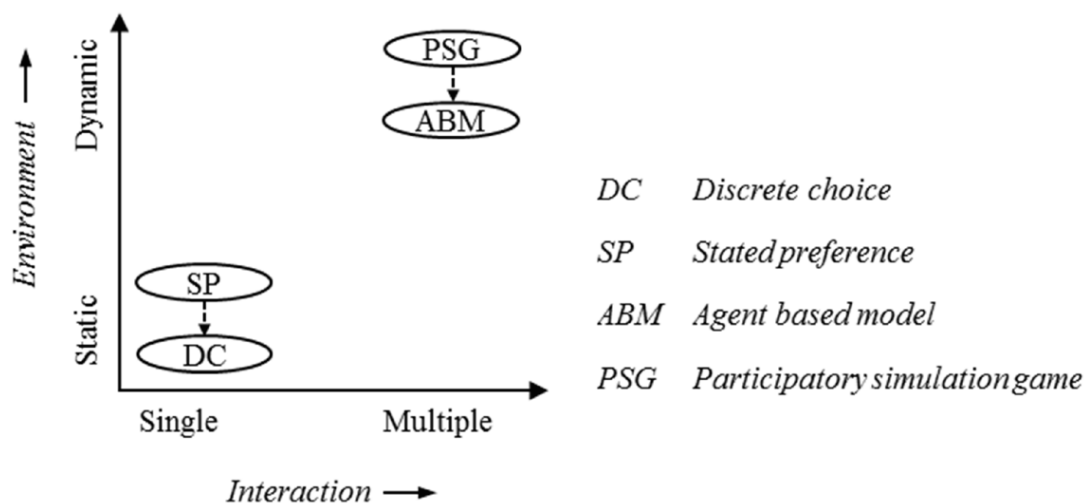 Environment
Dynamic
Static
PSG
ABM
SP
DC
Single Multiple
Interaction
DC Discrete choice
SP Stated preference
ABM Agent based model
PSG Participatory simulation game